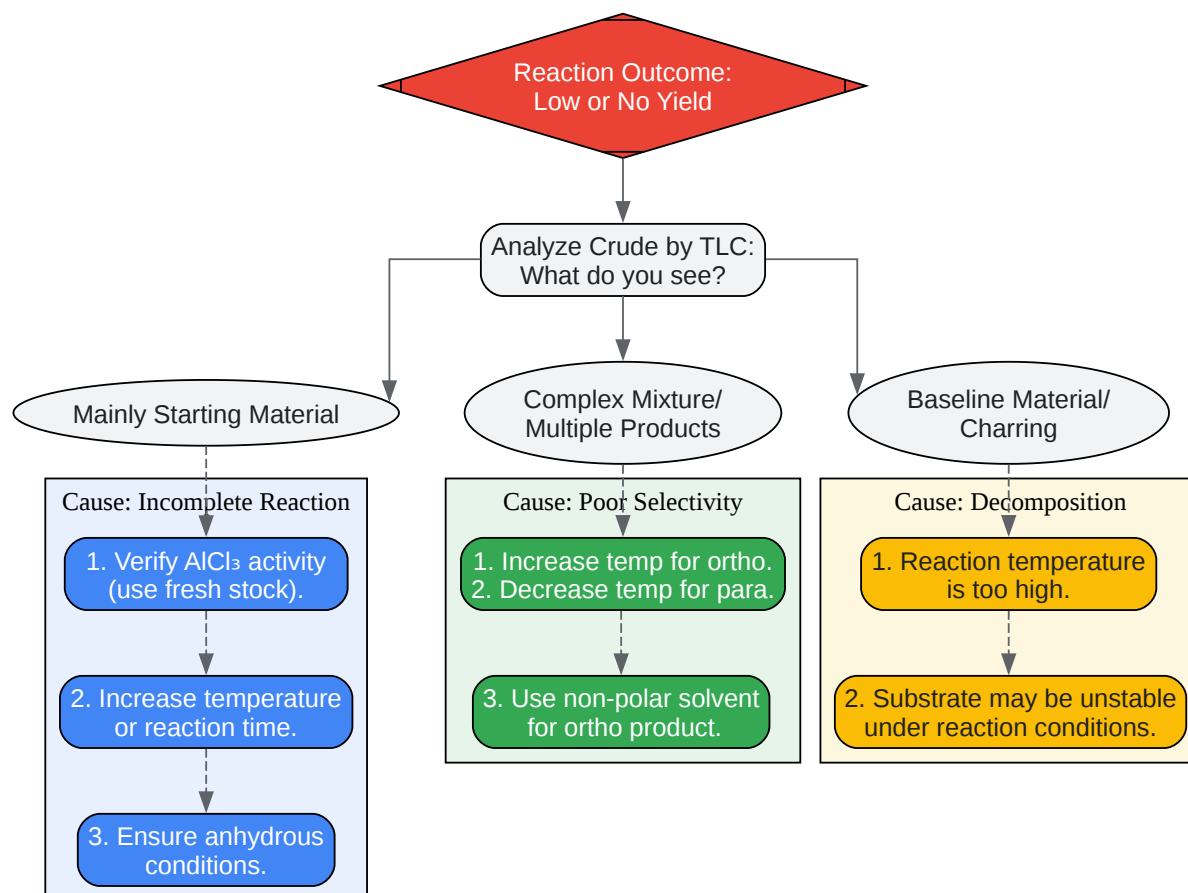 Reaction Outcome:
Low or No Yield
Analyze Crude by TLC:
What do you see?
Mainly Starting Material
Complex Mixture/
Multiple Products
Baseline Material/
Charring
Cause: Incomplete Reaction
1. Verify AlCl₃ activity
(use fresh stock).
2. Increase temperature
or reaction time.
3. Ensure anhydrous
conditions.
Cause: Poor Selectivity
1. Increase temp for ortho.
2. Decrease temp for para.
3. Use non-polar solvent
for ortho product.
Cause: Decomposition
1. Reaction temperature
is too high.
2. Substrate may be unstable
under reaction conditions.